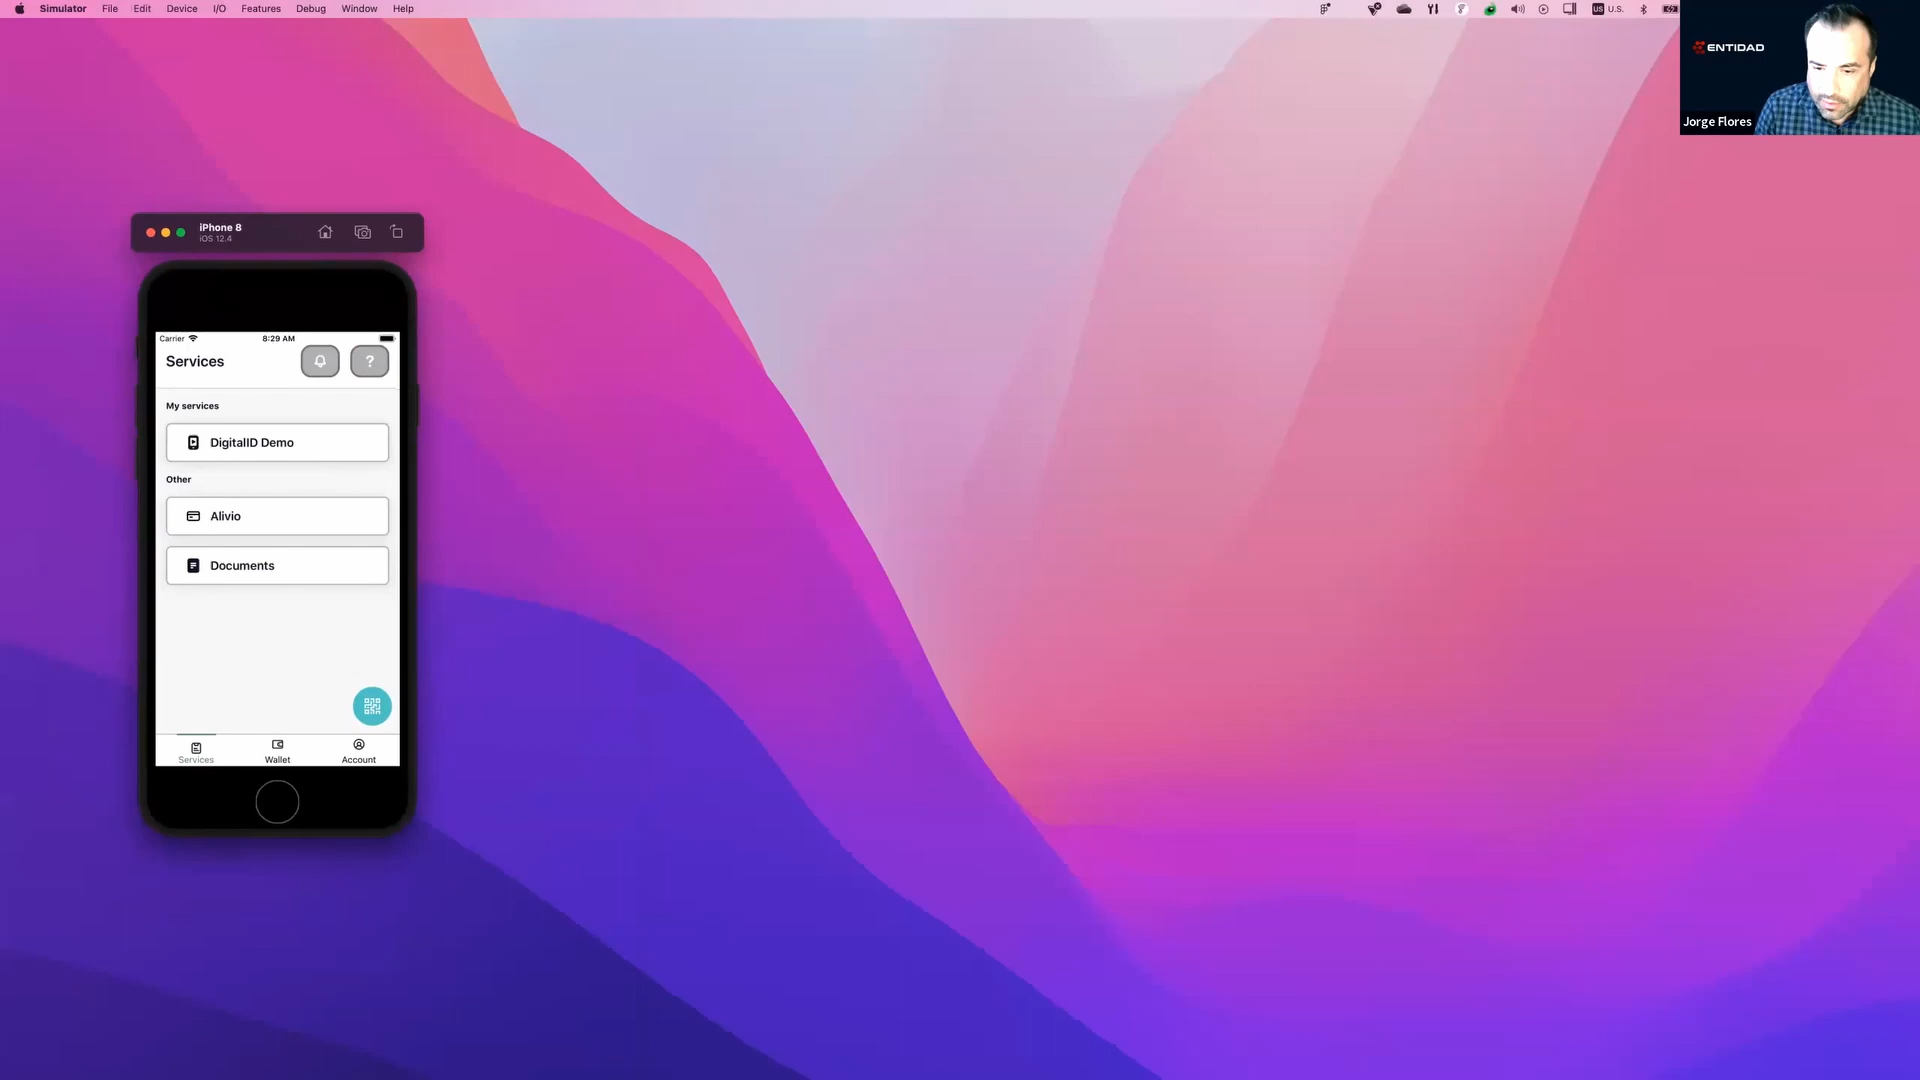 Simulator File Edit Device I/O Features Debug Window Help US U.S.
ENTIDAD
Jorge Flores
iPhone 8
iOS 12.4
Carrier 8:29 AM
Services ?
My services
DigitalID Demo
Other
Alivio
Documents
Services Wallet Account